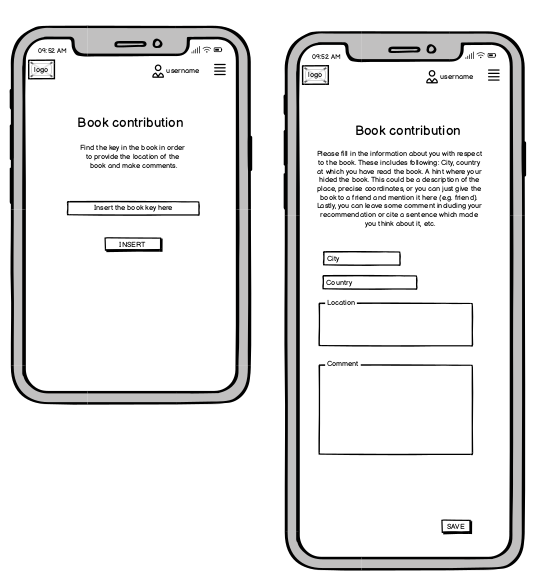 09:52 AM
logo
username
Book contribution
Find the key in the book in order
to provide the location of the
book and make comments.
Insert the book key here
INSERT
09:52 AM
logo
username
Book contribution
Please fill in the information about you with respect
to the book. These includes following: City, country
at which you have read the book. A hint where your
hided the book. This could be a description of the
place, precise coordinates, or you can just give the
book to a friend and mention it here (e.g. friend).
Lastly, you can leave some comment including your
recommendation or cite a sentence which made
you think about it, etc.
City
Country
Location
Comment
SAVE